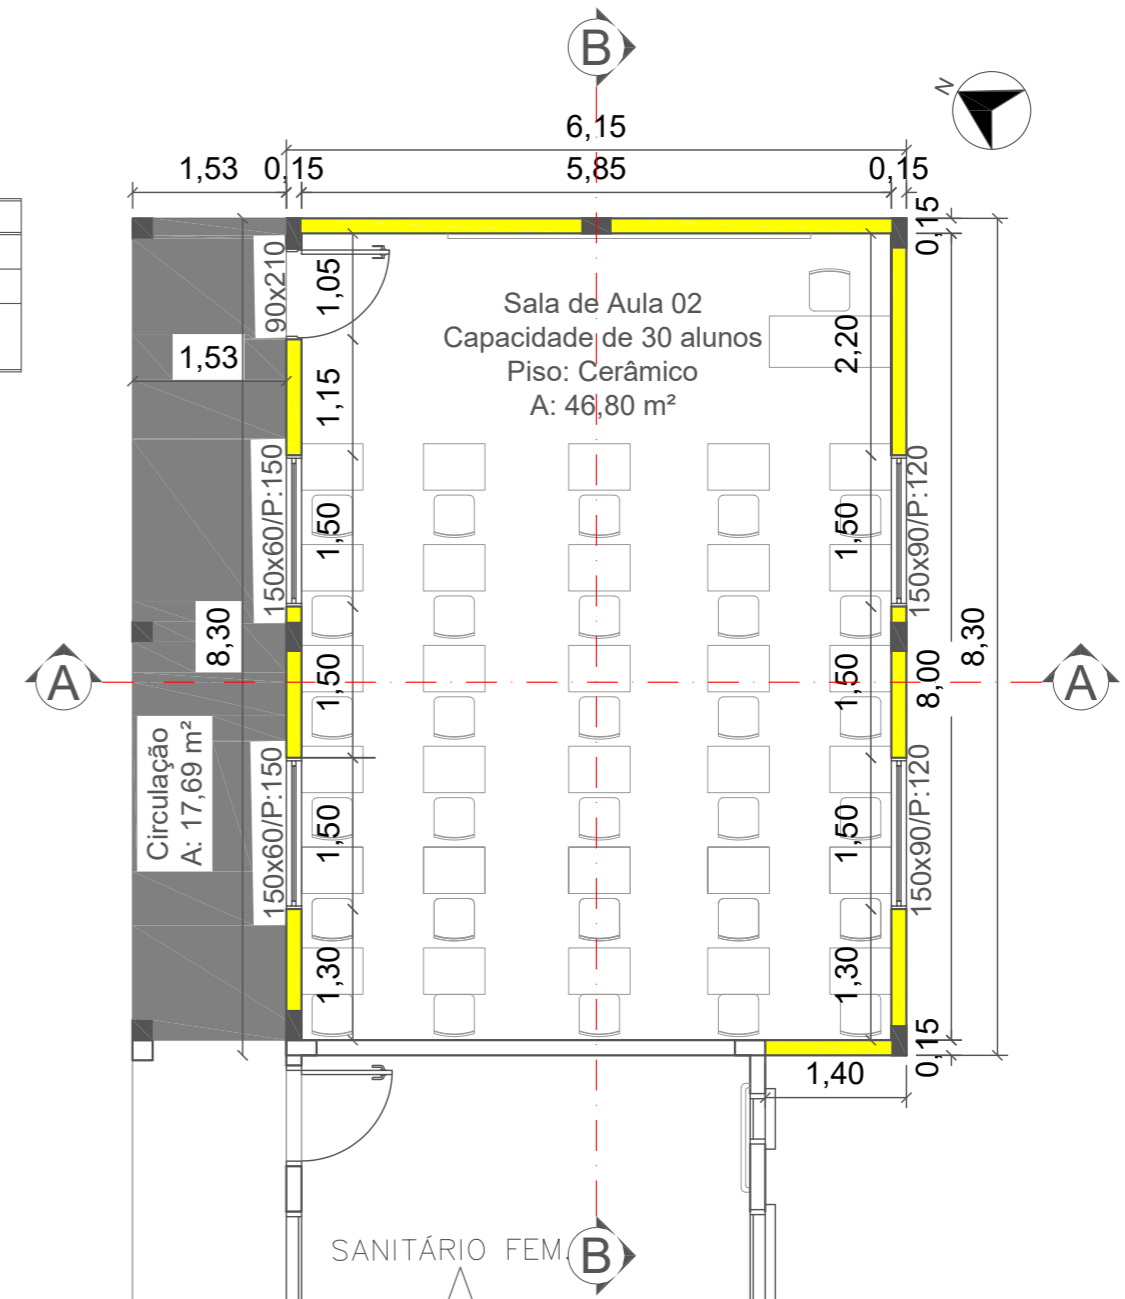 B
N
6,15
1,53
0,15
5,85
0,15
0,15
90x210
1,05
Sala de Aula 02
Capacidade de 30 alunos
Piso: Cerâmico
A: 46,80 m²
2,20
1,53
1,15
150x60/P:150
1,50
1,50
150x90/P:120
8,30
1,50
1,50
8,00
8,30
A
A
Circulação
A: 17,69 m²
150x60/P:150
1,50
1,50
150x90/P:120
1,30
1,30
0,15
1,40
SANITÁRIO FEM.
B